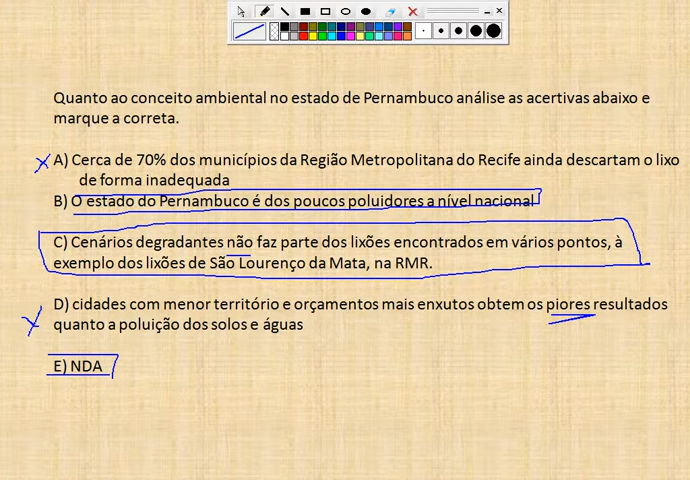 Quanto ao conceito ambiental no estado de Pernambuco análise as acertivas abaixo e
marque a correta.
A) Cerca de 70% dos municípios da Região Metropolitana do Recife ainda descartam o lixo
de forma inadequada
B) O estado do Pernambuco é dos poucos poluidores a nível nacional
C) Cenários degradantes não faz parte dos lixões encontrados em vários pontos, à
exemplo dos lixões de São Lourenço da Mata, na RMR.
D) cidades com menor território e orçamentos mais enxutos obtem os piores resultados
quanto a poluição dos solos e águas
E) NDA